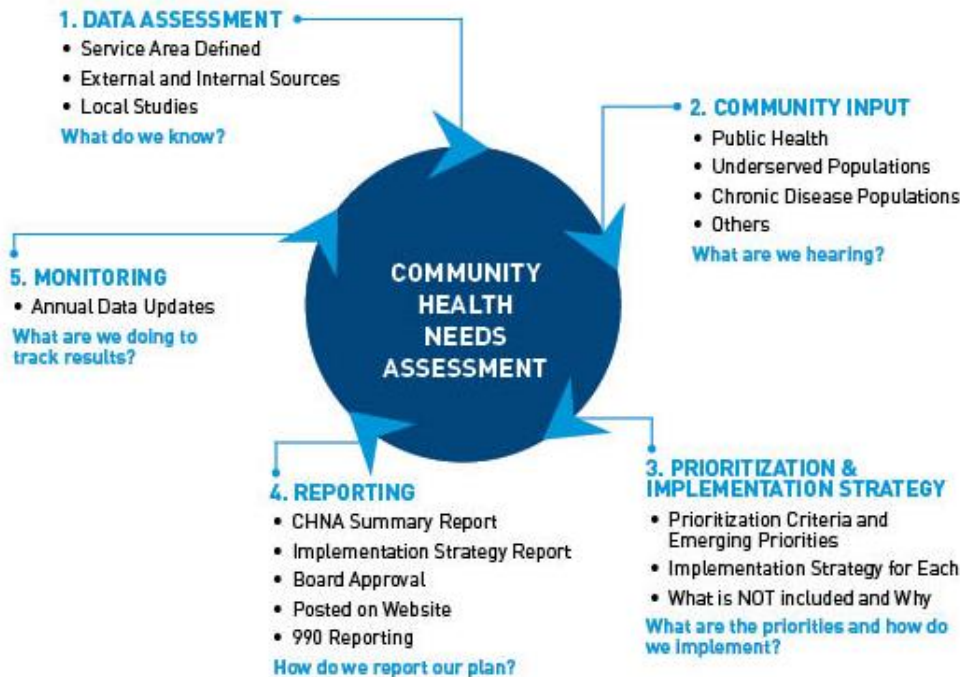 1. DATA ASSESSMENT
• Service Area Defined
• External and Internal Sources
• Local Studies
What do we know?
2. COMMUNITY INPUT
• Public Health
• Underserved Populations
• Chronic Disease Populations
• Others
What are we hearing?
COMMUNITY
HEALTH
NEEDS
ASSESSMENT
3. PRIORITIZATION &
IMPLEMENTATION STRATEGY
• Prioritization Criteria and
Emerging Priorities
• Implementation Strategy for Each
• What is NOT included and Why
What are the priorities and how do
we implement?
4. REPORTING
• CHNA Summary Report
• Implementation Strategy Report
• Board Approval
• Posted on Website
• 990 Reporting
How do we report our plan?
5. MONITORING
• Annual Data Updates
What are we doing to
track results?